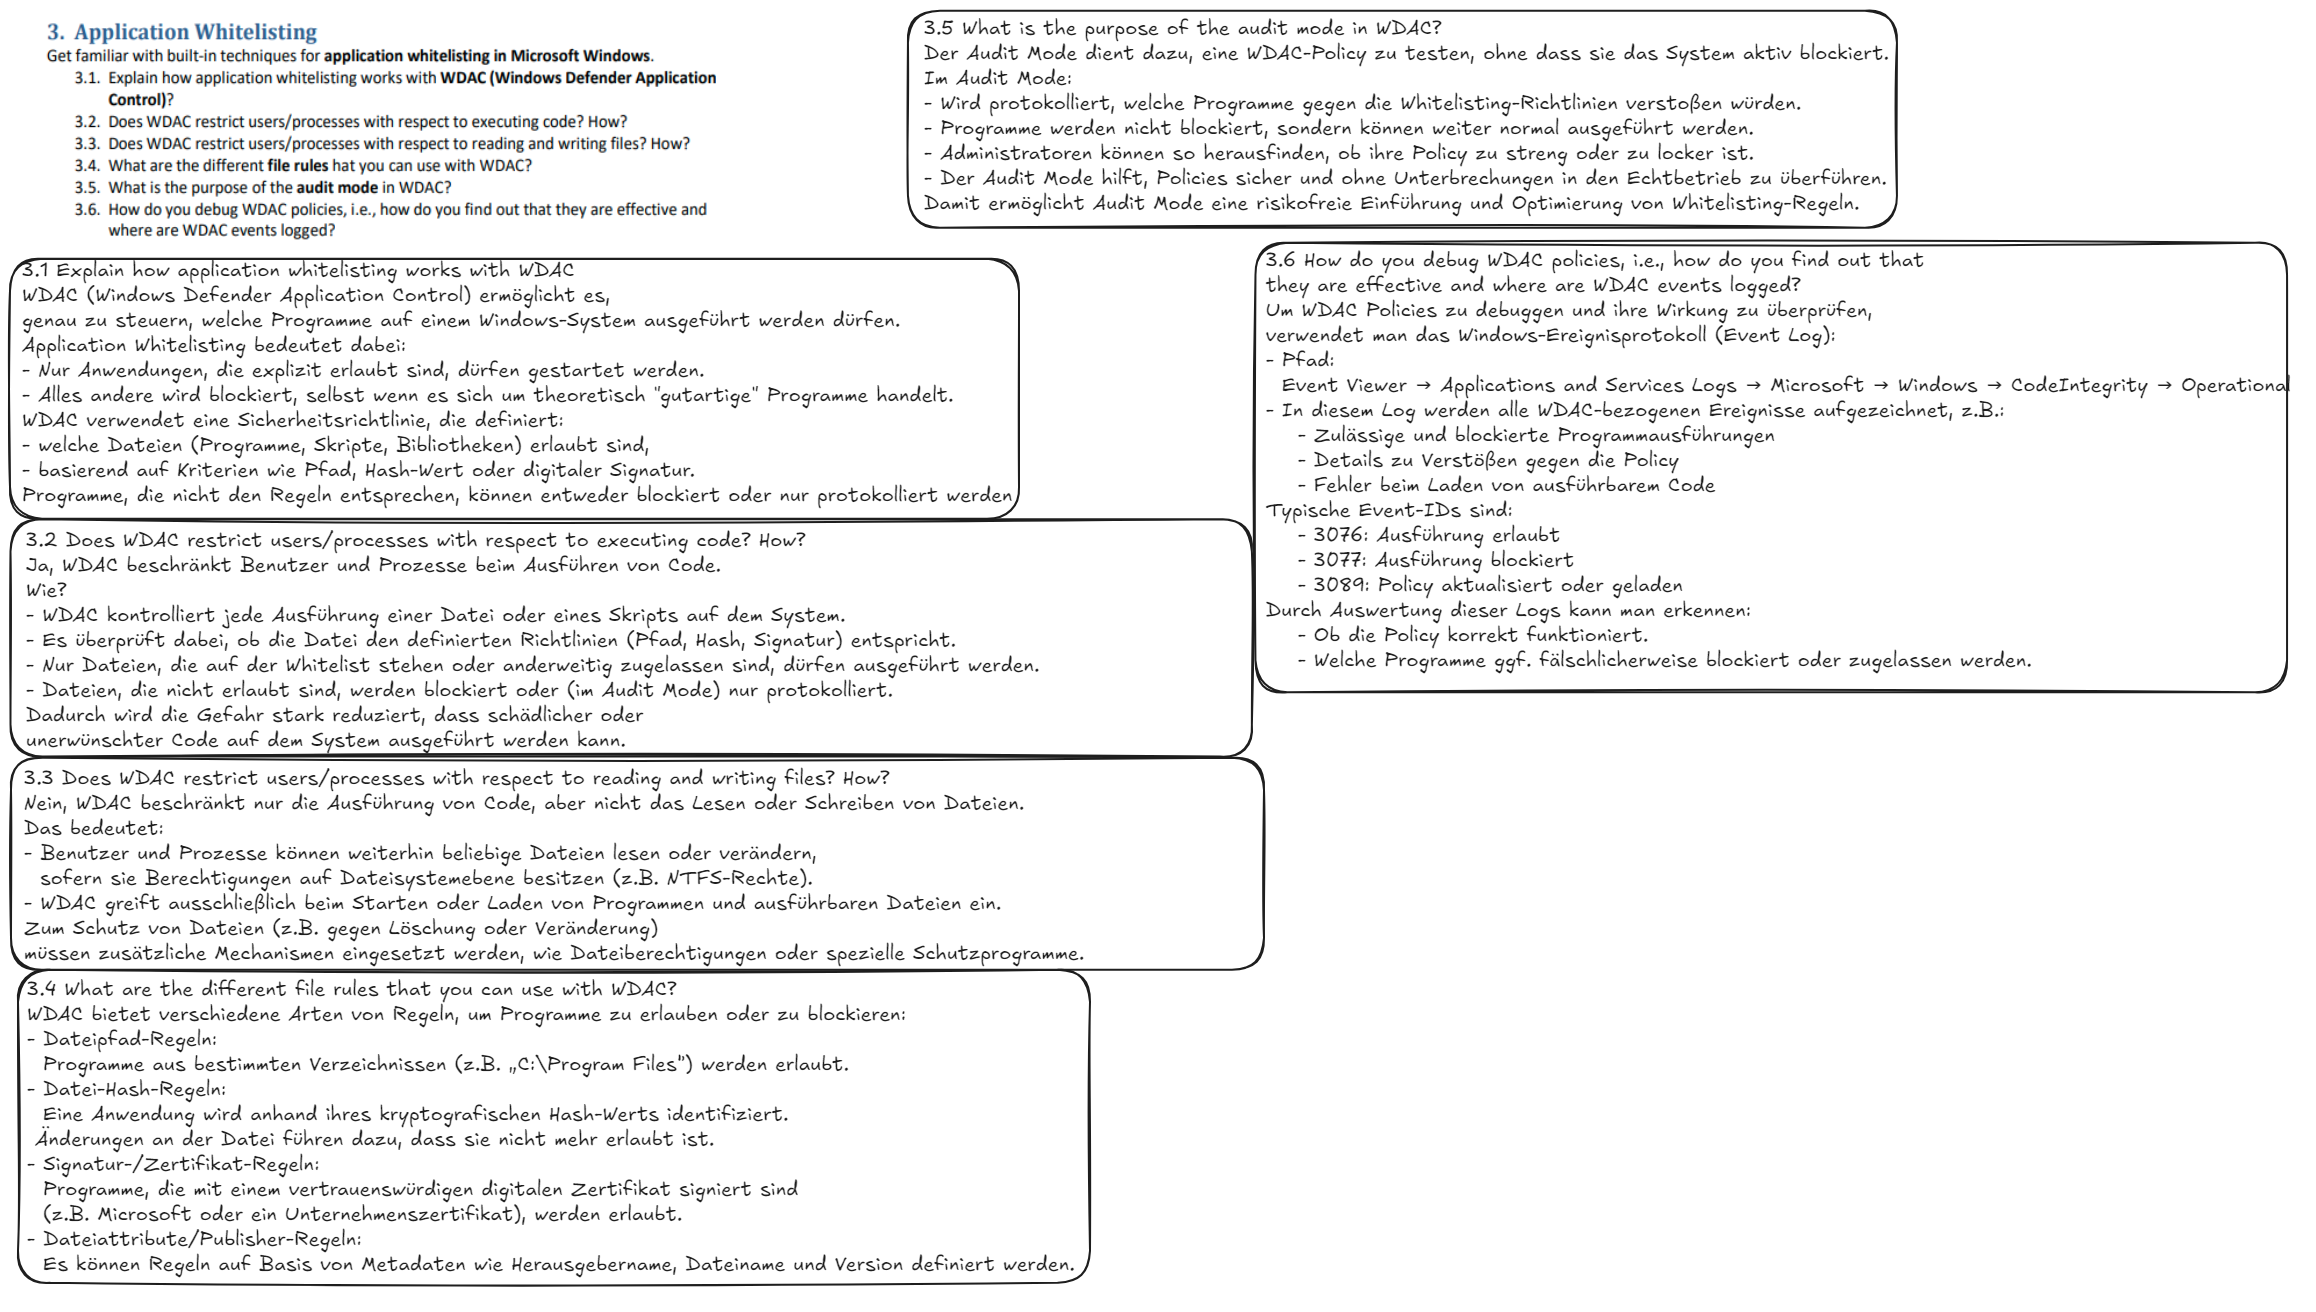 3. Application Whitelisting
Get familiar with built-in techniques for application whitelisting in Microsoft Windows.
3.1. Explain how application whitelisting works with WDAC (Windows Defender Application
Control)?
3.2. Does WDAC restrict users/processes with respect to executing code? How?
3.3. Does WDAC restrict users/processes with respect to reading and writing files? How?
3.4. What are the different file rules hat you can use with WDAC?
3.5. What is the purpose of the audit mode in WDAC?
3.6. How do you debug WDAC policies, i.e., how do you find out that they are effective and
where are WDAC events logged?
3.1 Explain how application whitelisting works with WDAC
WDAC (Windows Defender Application Control) ermöglicht es,
genau zu steuern, welche Programme auf einem Windows-System ausgeführt werden dürfen.
Application Whitelisting bedeutet dabei:
- Nur Anwendungen, die explizit erlaubt sind, dürfen gestartet werden.
- Alles andere wird blockiert, selbst wenn es sich um theoretisch "gutartige" Programme handelt.
WDAC verwendet eine Sicherheitsrichtlinie, die definiert:
- welche Dateien (Programme, Skripte, Bibliotheken) erlaubt sind,
- basierend auf Kriterien wie Pfad, Hash-Wert oder digitaler Signatur.
Programme, die nicht den Regeln entsprechen, können entweder blockiert oder nur protokolliert werden
3.2 Does WDAC restrict users/processes with respect to executing code? How?
Ja, WDAC beschränkt Benutzer und Prozesse beim Ausführen von Code.
Wie?
- WDAC kontrolliert jede Ausführung einer Datei oder eines Skripts auf dem System.
- Es überprüft dabei, ob die Datei den definierten Richtlinien (Pfad, Hash, Signatur) entspricht.
- Nur Dateien, die auf der Whitelist stehen oder anderweitig zugelassen sind, dürfen ausgeführt werden.
- Dateien, die nicht erlaubt sind, werden blockiert oder (im Audit Mode) nur protokolliert.
Dadurch wird die Gefahr stark reduziert, dass schädlicher oder
unerwünschter Code auf dem System ausgeführt werden kann.
3.3 Does WDAC restrict users/processes with respect to reading and writing files? How?
Nein, WDAC beschränkt nur die Ausführung von Code, aber nicht das Lesen oder Schreiben von Dateien.
Das bedeutet:
- Benutzer und Prozesse können weiterhin beliebige Dateien lesen oder verändern,
sofern sie Berechtigungen auf Dateisystemebene besitzen (z.B. NTFS-Rechte).
- WDAC greift ausschließlich beim Starten oder Laden von Programmen und ausführbaren Dateien ein.
Zum Schutz von Dateien (z.B. gegen Löschung oder Veränderung)
müssen zusätzliche Mechanismen eingesetzt werden, wie Dateiberechtigungen oder spezielle Schutzprogramme.
3.4 What are the different file rules that you can use with WDAC?
WDAC bietet verschiedene Arten von Regeln, um Programme zu erlauben oder zu blockieren:
- Dateipfad-Regeln:
Programme aus bestimmten Verzeichnissen (z.B. „C:\Program Files") werden erlaubt.
- Datei-Hash-Regeln:
Eine Anwendung wird anhand ihres kryptografischen Hash-Werts identifiziert.
Änderungen an der Datei führen dazu, dass sie nicht mehr erlaubt ist.
- Signatur-/Zertifikat-Regeln:
Programme, die mit einem vertrauenswürdigen digitalen Zertifikat signiert sind
(z.B. Microsoft oder ein Unternehmenszertifikat), werden erlaubt.
- Dateiattribute/Publisher-Regeln:
Es können Regeln auf Basis von Metadaten wie Herausgebername, Dateiname und Version definiert werden.
3.5 What is the purpose of the audit mode in WDAC?
Der Audit Mode dient dazu, eine WDAC-Policy zu testen, ohne dass sie das System aktiv blockiert.
Im Audit Mode:
- Wird protokolliert, welche Programme gegen die Whitelisting-Richtlinien verstoßen würden.
- Programme werden nicht blockiert, sondern können weiter normal ausgeführt werden.
- Administratoren können so herausfinden, ob ihre Policy zu streng oder zu locker ist.
- Der Audit Mode hilft, Policies sicher und ohne Unterbrechungen in den Echtbetrieb zu überführen.
Damit ermöglicht Audit Mode eine risikofreie Einführung und Optimierung von Whitelisting-Regeln.
3.6 How do you debug WDAC policies, i.e., how do you find out that
they are effective and where are WDAC events logged?
Um WDAC Policies zu debuggen und ihre Wirkung zu überprüfen,
verwendet man das Windows-Ereignisprotokoll (Event Log):
- Pfad:
Event Viewer → Applications and Services Logs → Microsoft → Windows → CodeIntegrity → Operational
- In diesem Log werden alle WDAC-bezogenen Ereignisse aufgezeichnet, z.B.:
- Zulässige und blockierte Programmausführungen
- Details zu Verstößen gegen die Policy
- Fehler beim Laden von ausführbarem Code
Typische Event-IDs sind:
- 3076: Ausführung erlaubt
- 3077: Ausführung blockiert
- 3089: Policy aktualisiert oder geladen
Durch Auswertung dieser Logs kann man erkennen:
- Ob die Policy korrekt funktioniert.
- Welche Programme ggf. fälschlicherweise blockiert oder zugelassen werden.